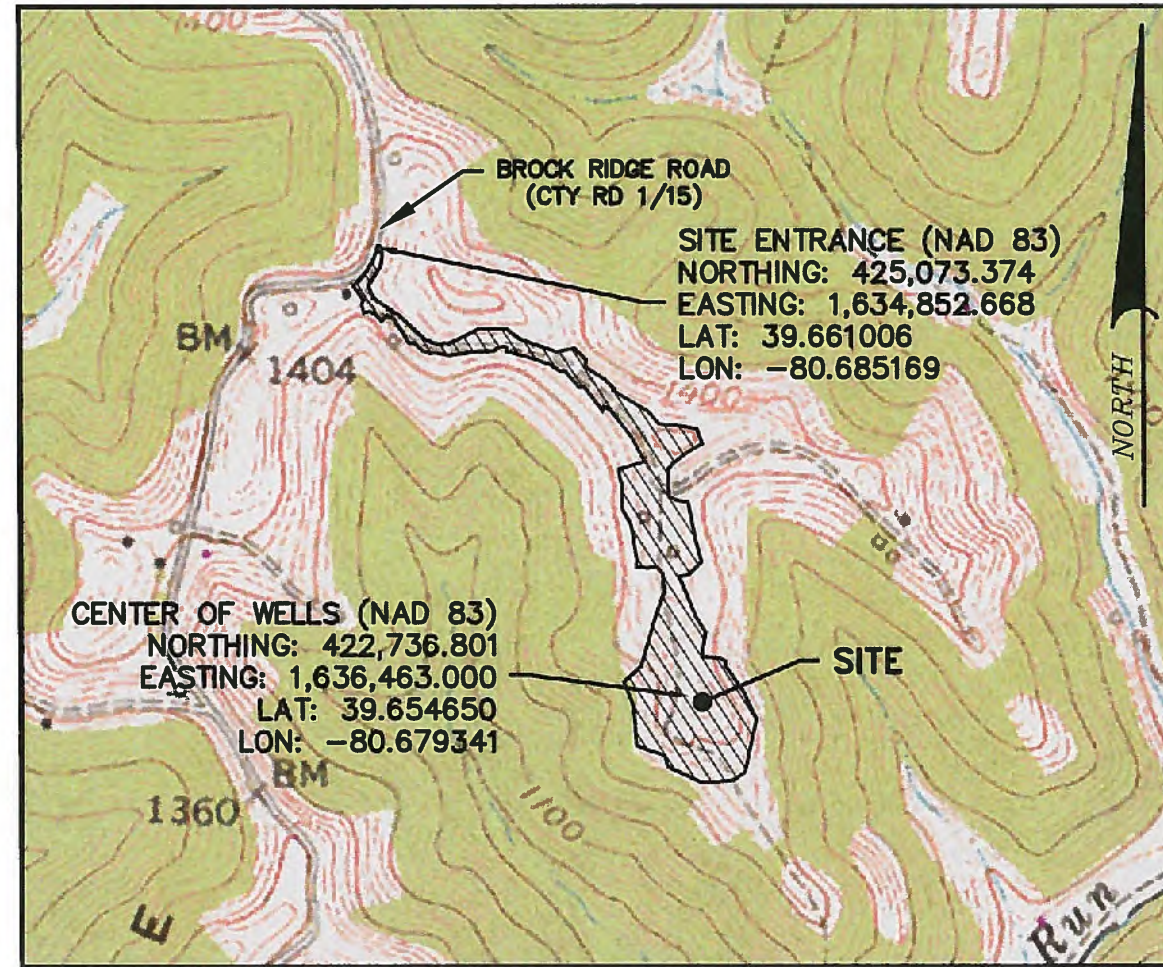 1400
BROCK RIDGE ROAD
(CTY RD 1/15)
SITE ENTRANCE (NAD 83)
NORTHING: 425,073.374
EASTING: 1,634,852.668
LAT: 39.661006
LON: -80.685169
NORTH
BM
1404
1400
CENTER OF WELLS (NAD 83)
NORTHING: 422,736.801
EASTING: 1,636,463.000
LAT: 39.654650
LON: -80.679341
SITE
BM
1360
1100
E
Run